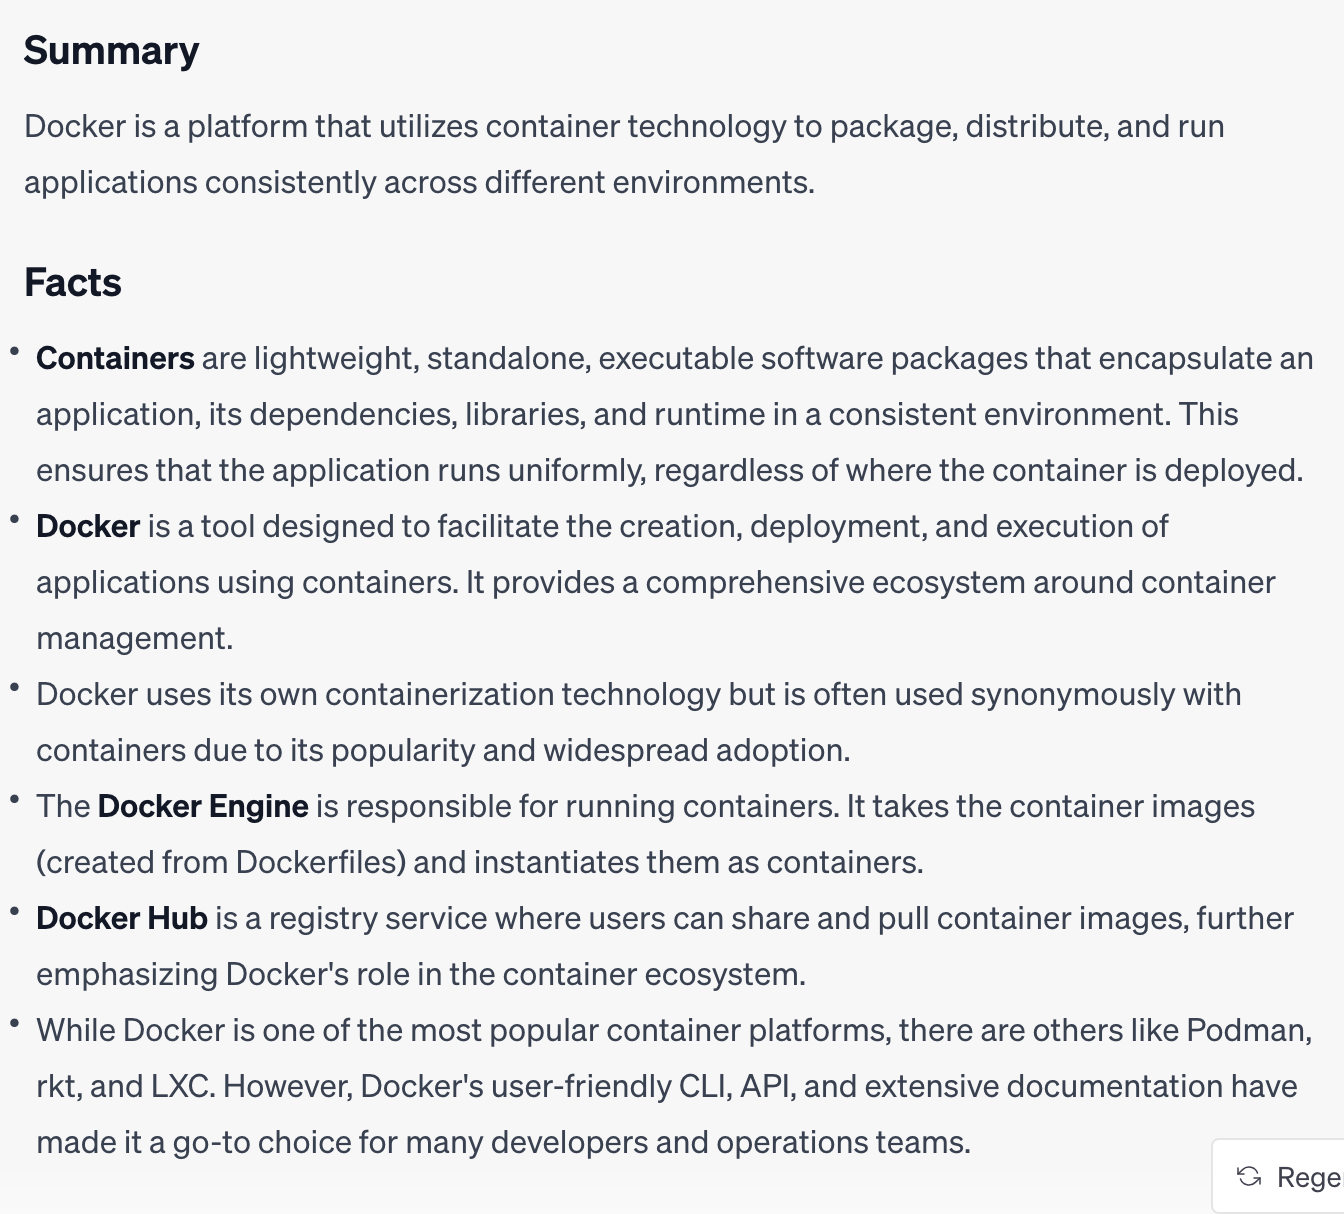 Summary
Docker is a platform that utilizes container technology to package, distribute, and run
applications consistently across different environments.
Facts
• Containers are lightweight, standalone, executable software packages that encapsulate an
application, its dependencies, libraries, and runtime in a consistent environment. This
ensures that the application runs uniformly, regardless of where the container is deployed.
• Docker is a tool designed to facilitate the creation, deployment, and execution of
applications using containers. It provides a comprehensive ecosystem around container
management.
• Docker uses its own containerization technology but is often used synonymously with
containers due to its popularity and widespread adoption.
• The Docker Engine is responsible for running containers. It takes the container images
(created from Dockerfiles) and instantiates them as containers.
• Docker Hub is a registry service where users can share and pull container images, further
emphasizing Docker's role in the container ecosystem.
• While Docker is one of the most popular container platforms, there are others like Podman,
rkt, and LXC. However, Docker's user-friendly CLI, API, and extensive documentation have
made it a go-to choice for many developers and operations teams.
Rege